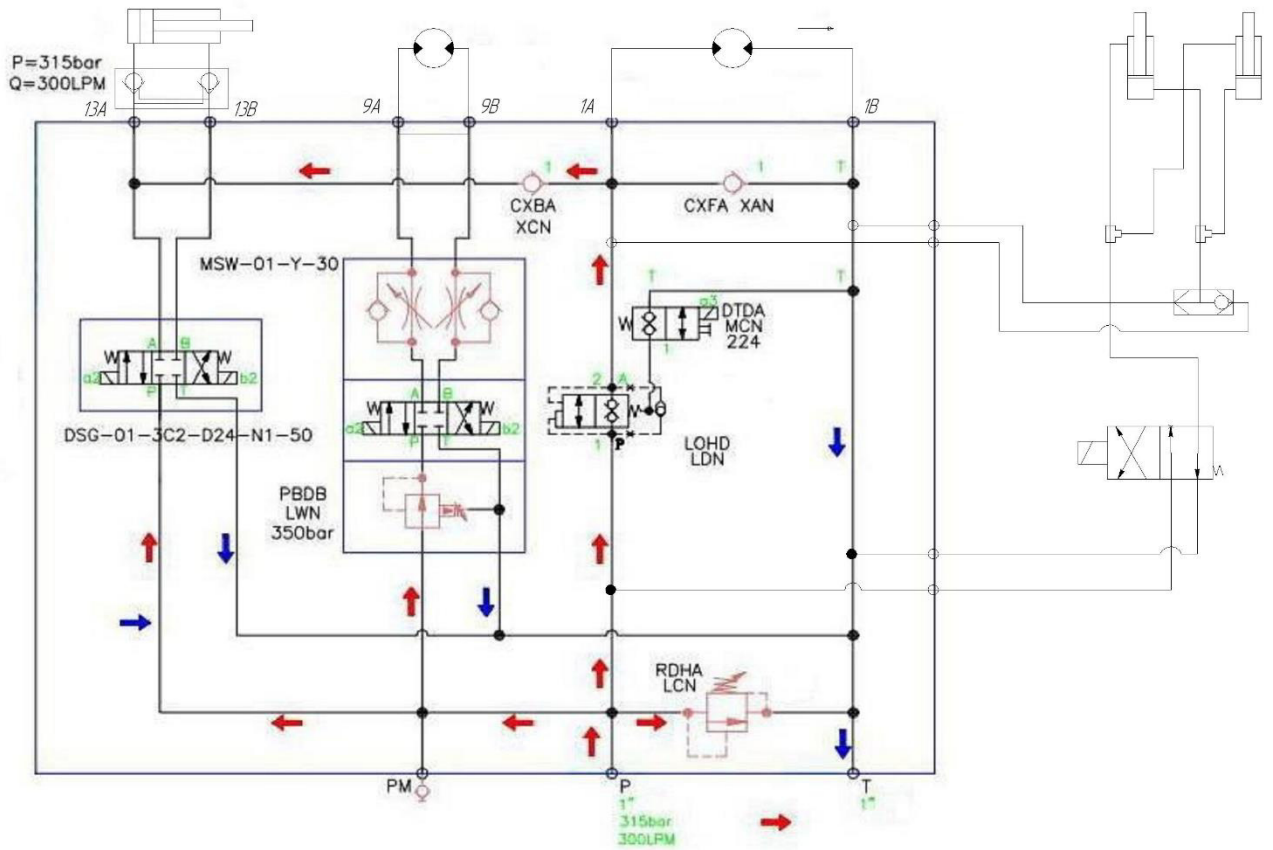 P=315bar
Q=300LPM
13A
13B
9A
9B
1A
1B
1
1
T
CXBA
XCN
CXFA XAN
MSW-01-Y-30
T
T
a3
DTDA
MCN
224
W
1
A
B
W
W
a2
b2
P
T
DSG-01-3C2-D24-N1-50
A
B
W
W
a2
b2
P
T
2
A
W
1
P
LOHD
LDN
W
PBDB
LWN
350bar
RDHA
LCN
PM
P
1"
315bar
300LPM
T
1"